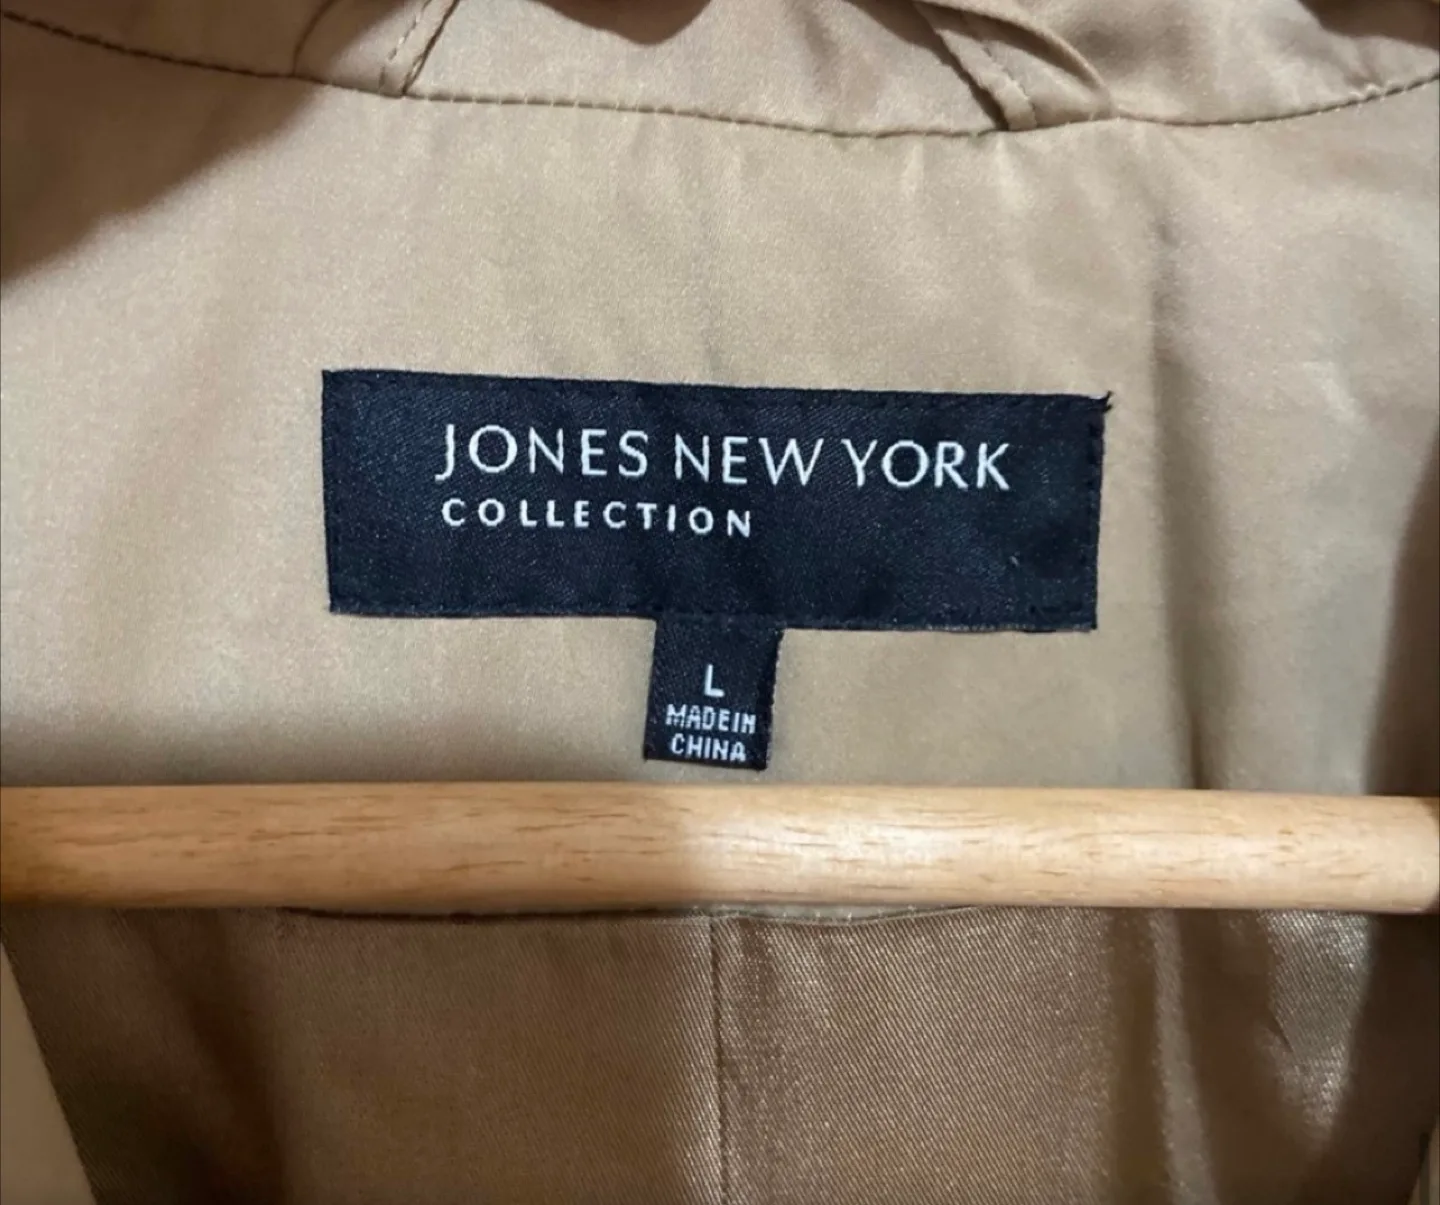 JONES NEW YORK
COLLECTION
L
MADE IN
CHINA